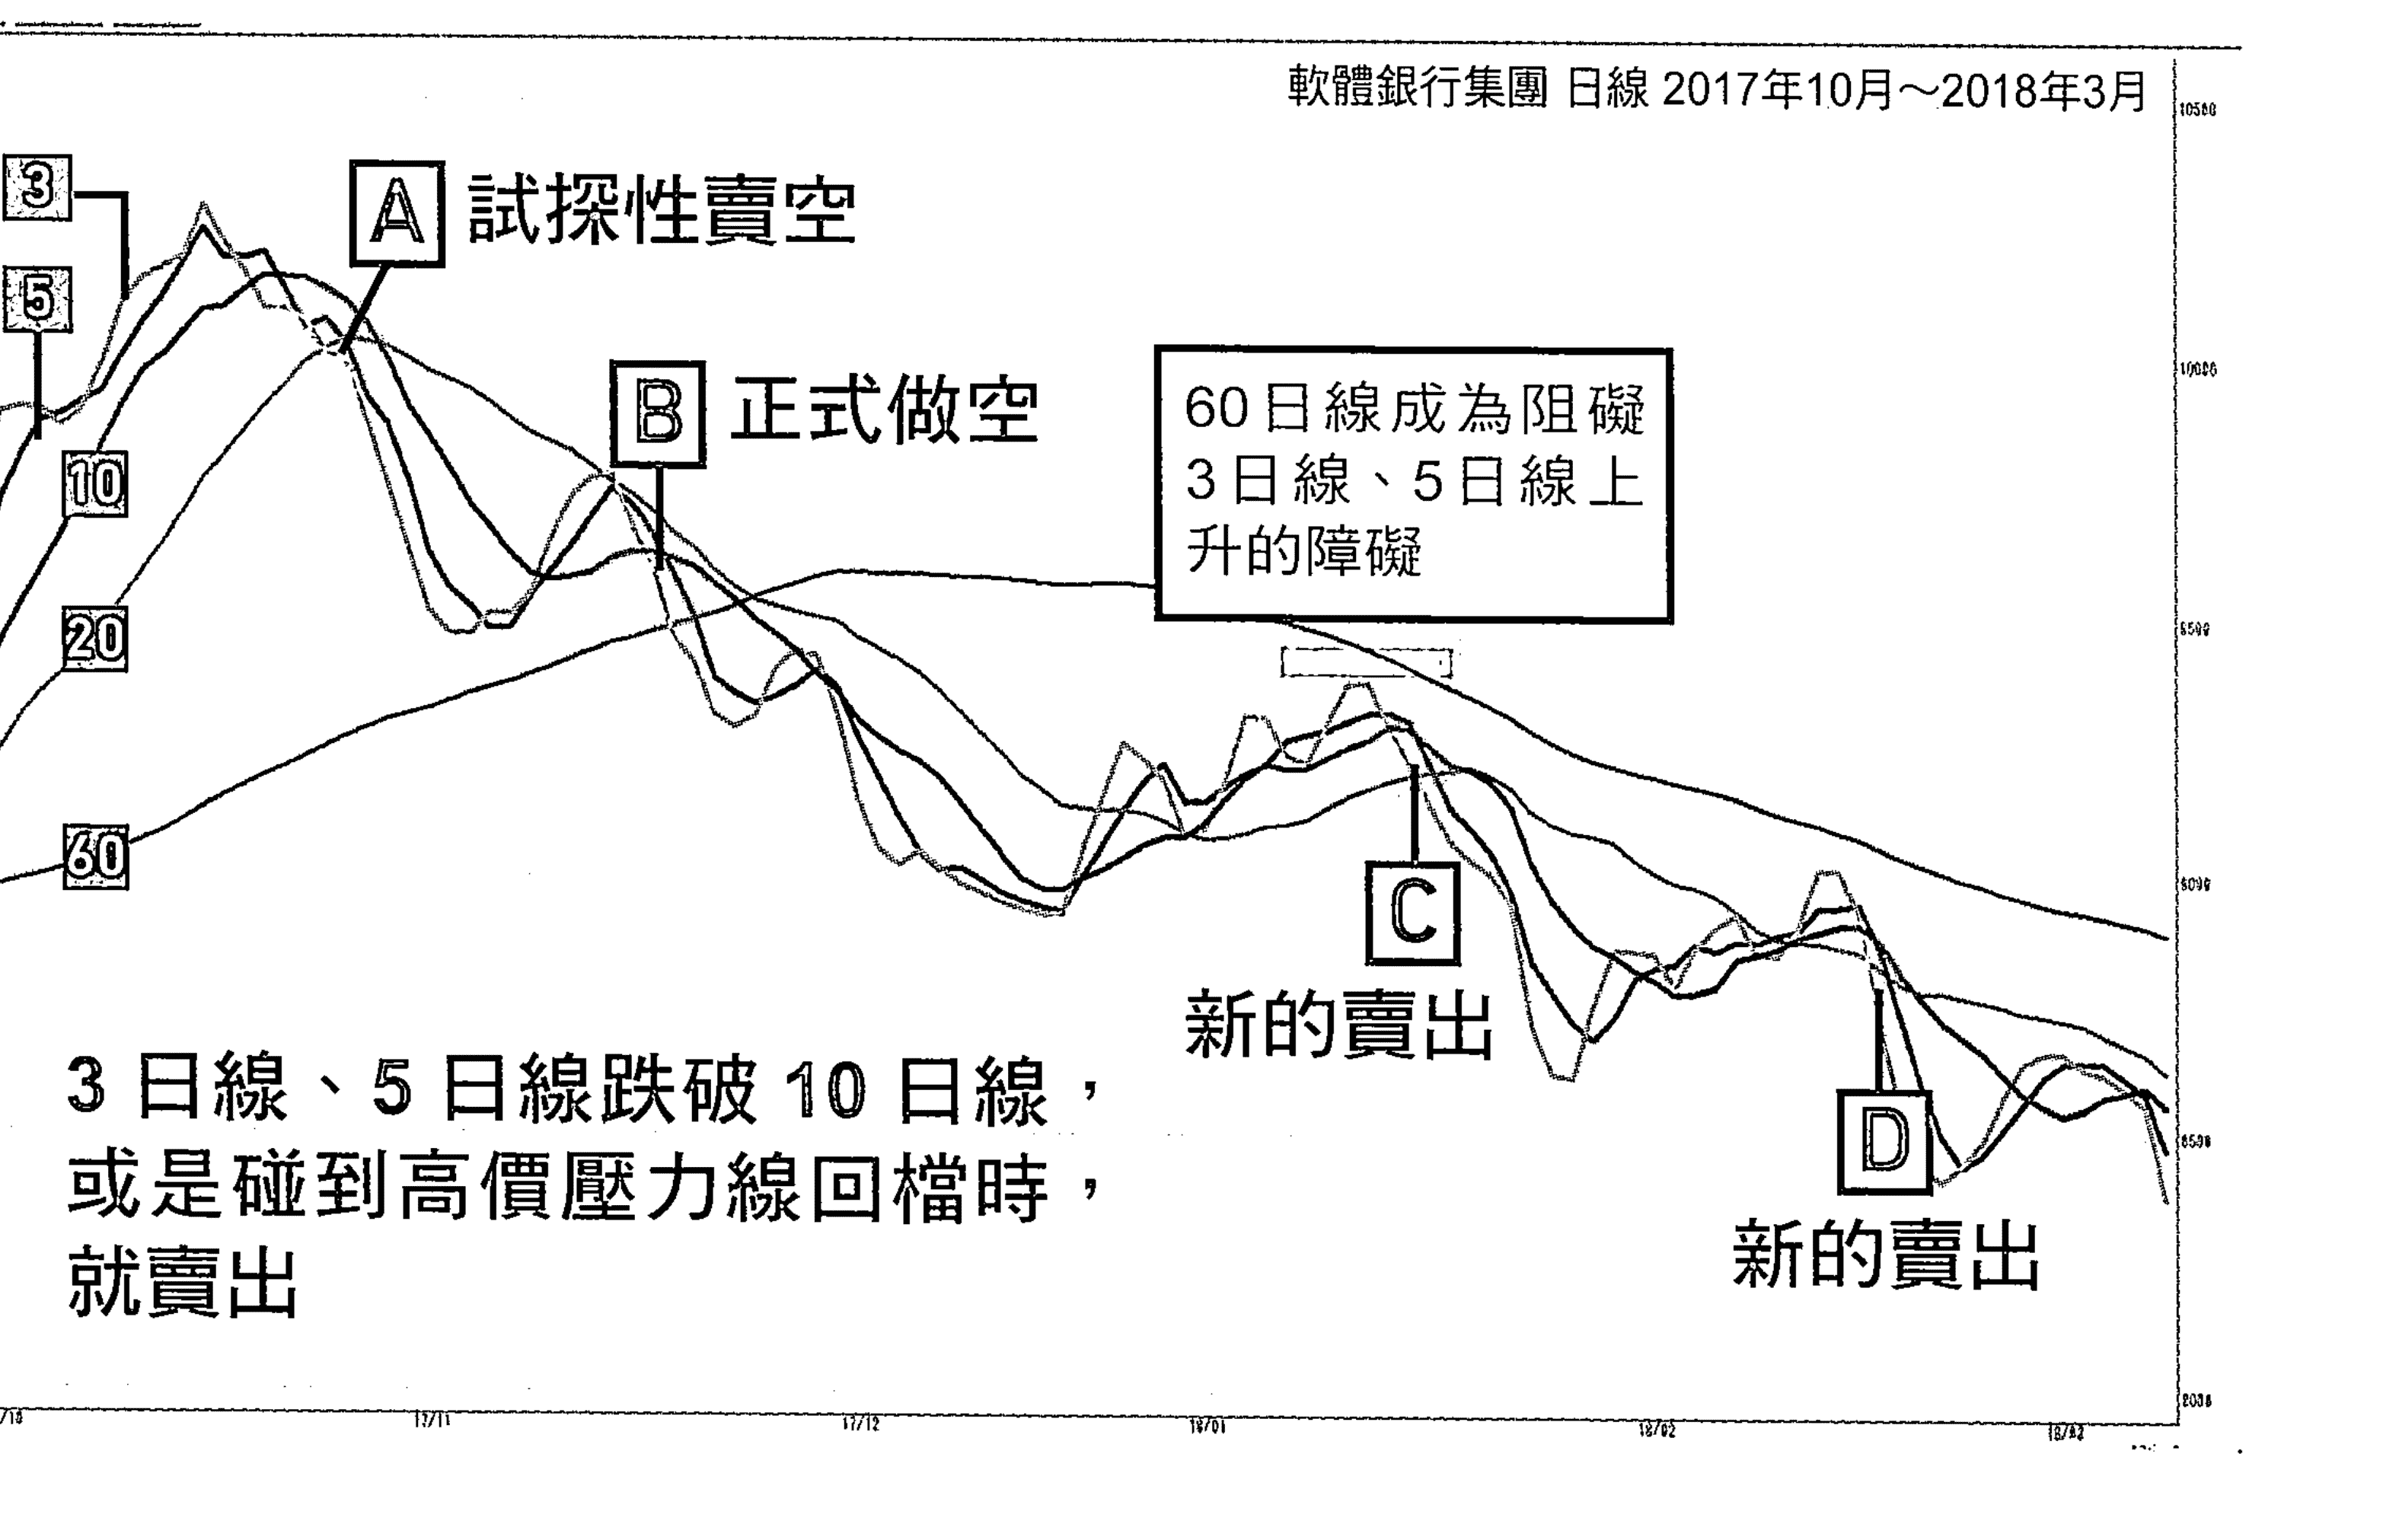 軟體銀行集團 日線 2017年10月～2018年3月
3
A 試探性賣空
5
B 正式做空
60日線成為阻礙
3日線、5日線上
升的障礙
10
20
60
C
新的賣出
3日線、5日線跌破10日線，
或是碰到高價壓力線回檔時，
就賣出
D
新的賣出
17/11
17/12
18/01
18/02